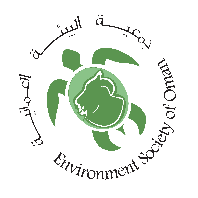 جمعية البيئة العمانية
Environment Society of Oman